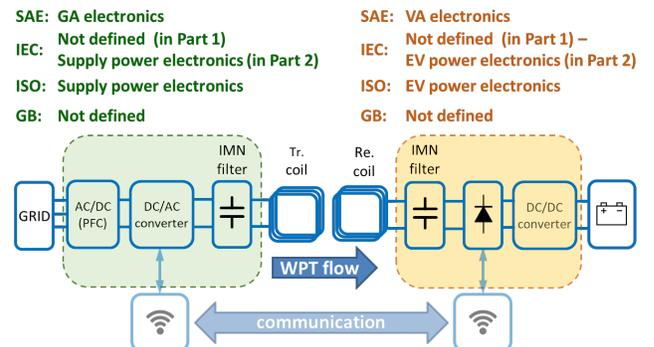 SAE: GA electronics
IEC: Not defined (in Part 1)
Supply power electronics (in Part 2)
ISO: Supply power electronics
GB: Not defined
SAE: VA electronics
IEC: Not defined (in Part 1) –
EV power electronics (in Part 2)
ISO: EV power electronics
GB: Not defined
IMN
filter
Tr.
coil
Re.
coil
IMN
filter
GRID
AC/DC
(PFC)
DC/AC
converter
DC/DC
converter
WPT flow
communication